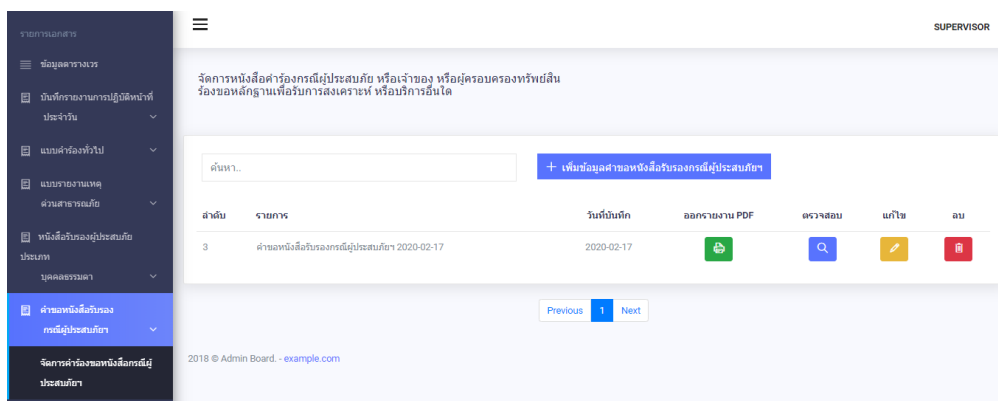 รายการเอกสาร
ข้อมูลตารางเวร
บันทึกรายงานการปฏิบัติหน้าที่
ประจำวัน
แบบคำร้องทั่วไป
แบบรายงานเหตุ
ด่วนสาธารณภัย
หนังสือรับรองผู้ประสบภัย
ประเภท
บุคคลธรรมดา
คำขอหนังสือรับรอง
กรณีผู้ประสบภัยฯ
จัดการคำร้องขอหนังสือกรณีผู้
ประสบภัยฯ
SUPERVISOR
จัดการหนังสือคำร้องกรณีผู้ประสบภัย หรือเจ้าของ หรือผู้ครอบครองทรัพย์สิน
ร้องขอหลักฐานเพื่อรับการสงเคราะห์ หรือบริการอื่นใด
ค้นหา..
+ เพิ่มข้อมูลคำขอหนังสือรับรองกรณีผู้ประสบภัยฯ
ลำดับ รายการ วันที่บันทึก ออกรายงาน PDF ตรวจสอบ แก้ไข ลบ
3 คำขอหนังสือรับรองกรณีผู้ประสบภัยฯ 2020-02-17 2020-02-17
Previous 1 Next
2018 © Admin Board. - example.com